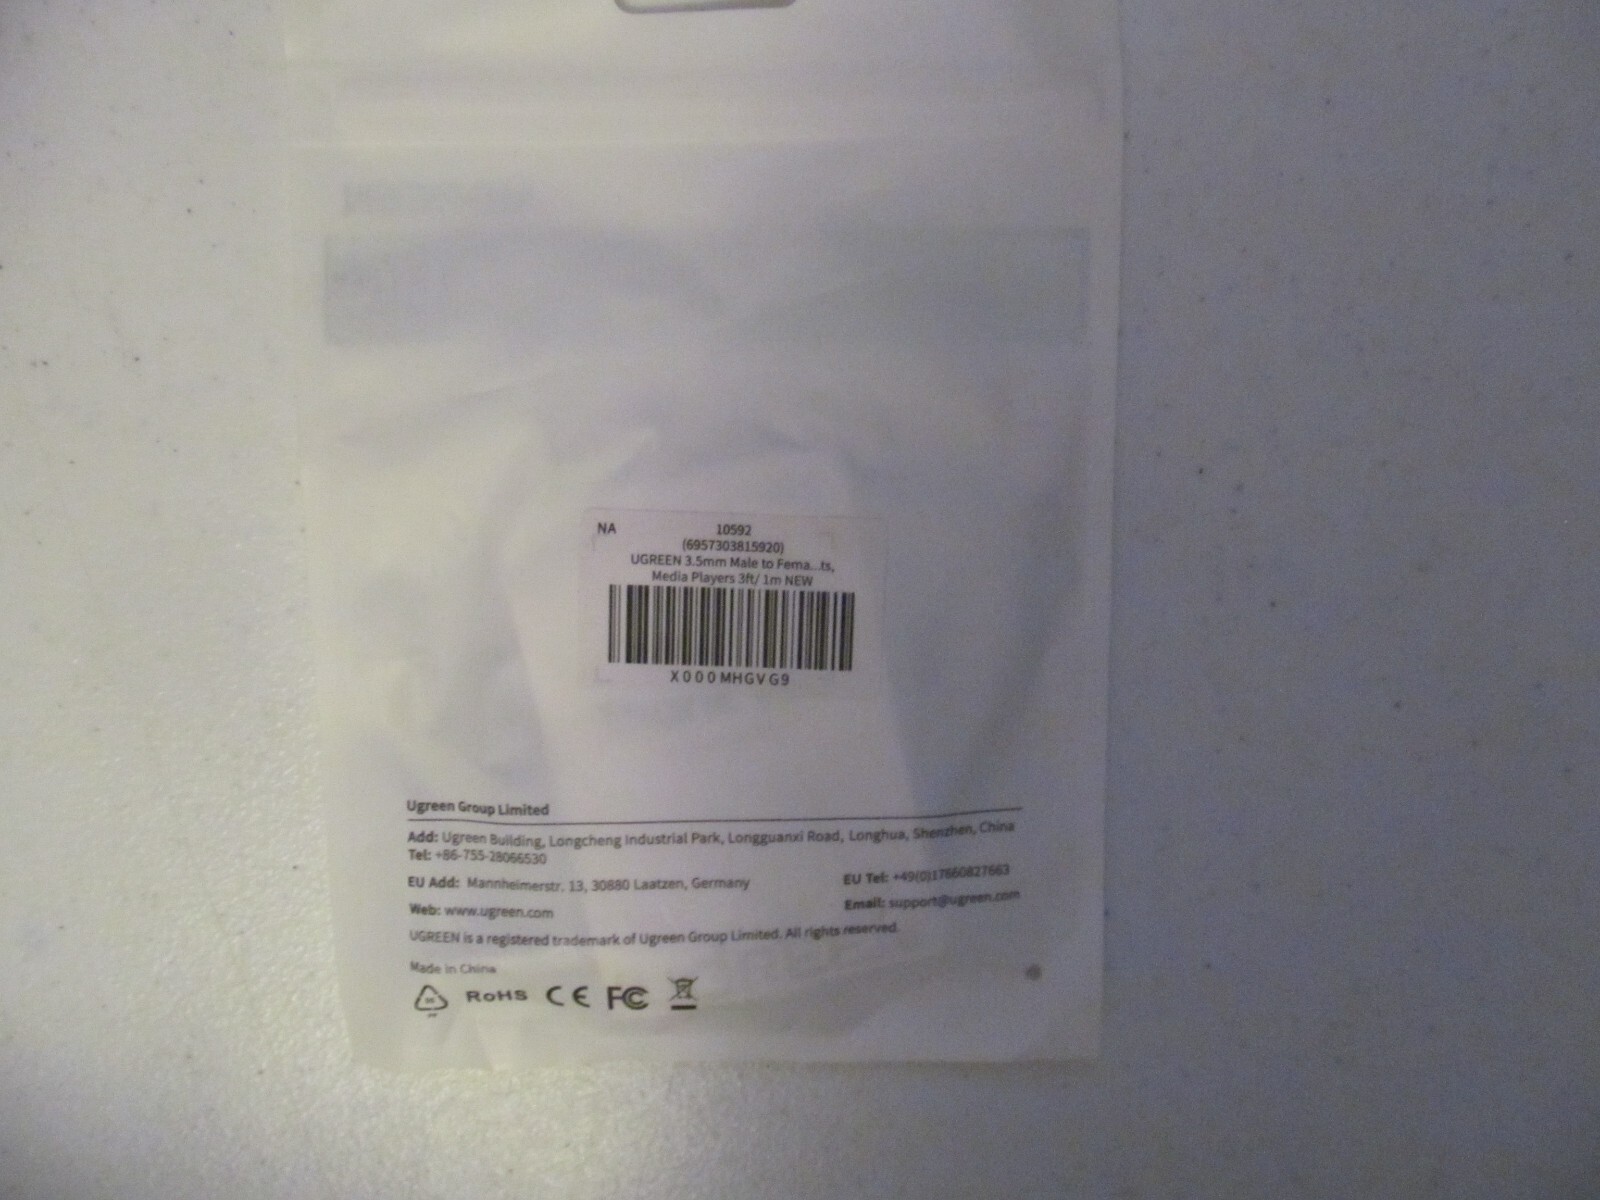 NA 10592
(6957303815920)
UGREEN 3.5mm Male to Fema...ts,
Media Players 3ft/ 1m NEW
X000MHGVG9
Ugreen Group Limited
Add: Ugreen Building, Longcheng Industrial Park, Longguanxi Road, Longhua, Shenzhen, China
Tel: +86-755-28066530
EU Add: Mannheimerstr. 13, 30880 Laatzen, Germany EU Tel: +49(0)17660827663
Web: www.ugreen.com Email: support@ugreen.com
UGREEN is a registered trademark of Ugreen Group Limited. All rights reserved.
Made in China
RoHS CE FC